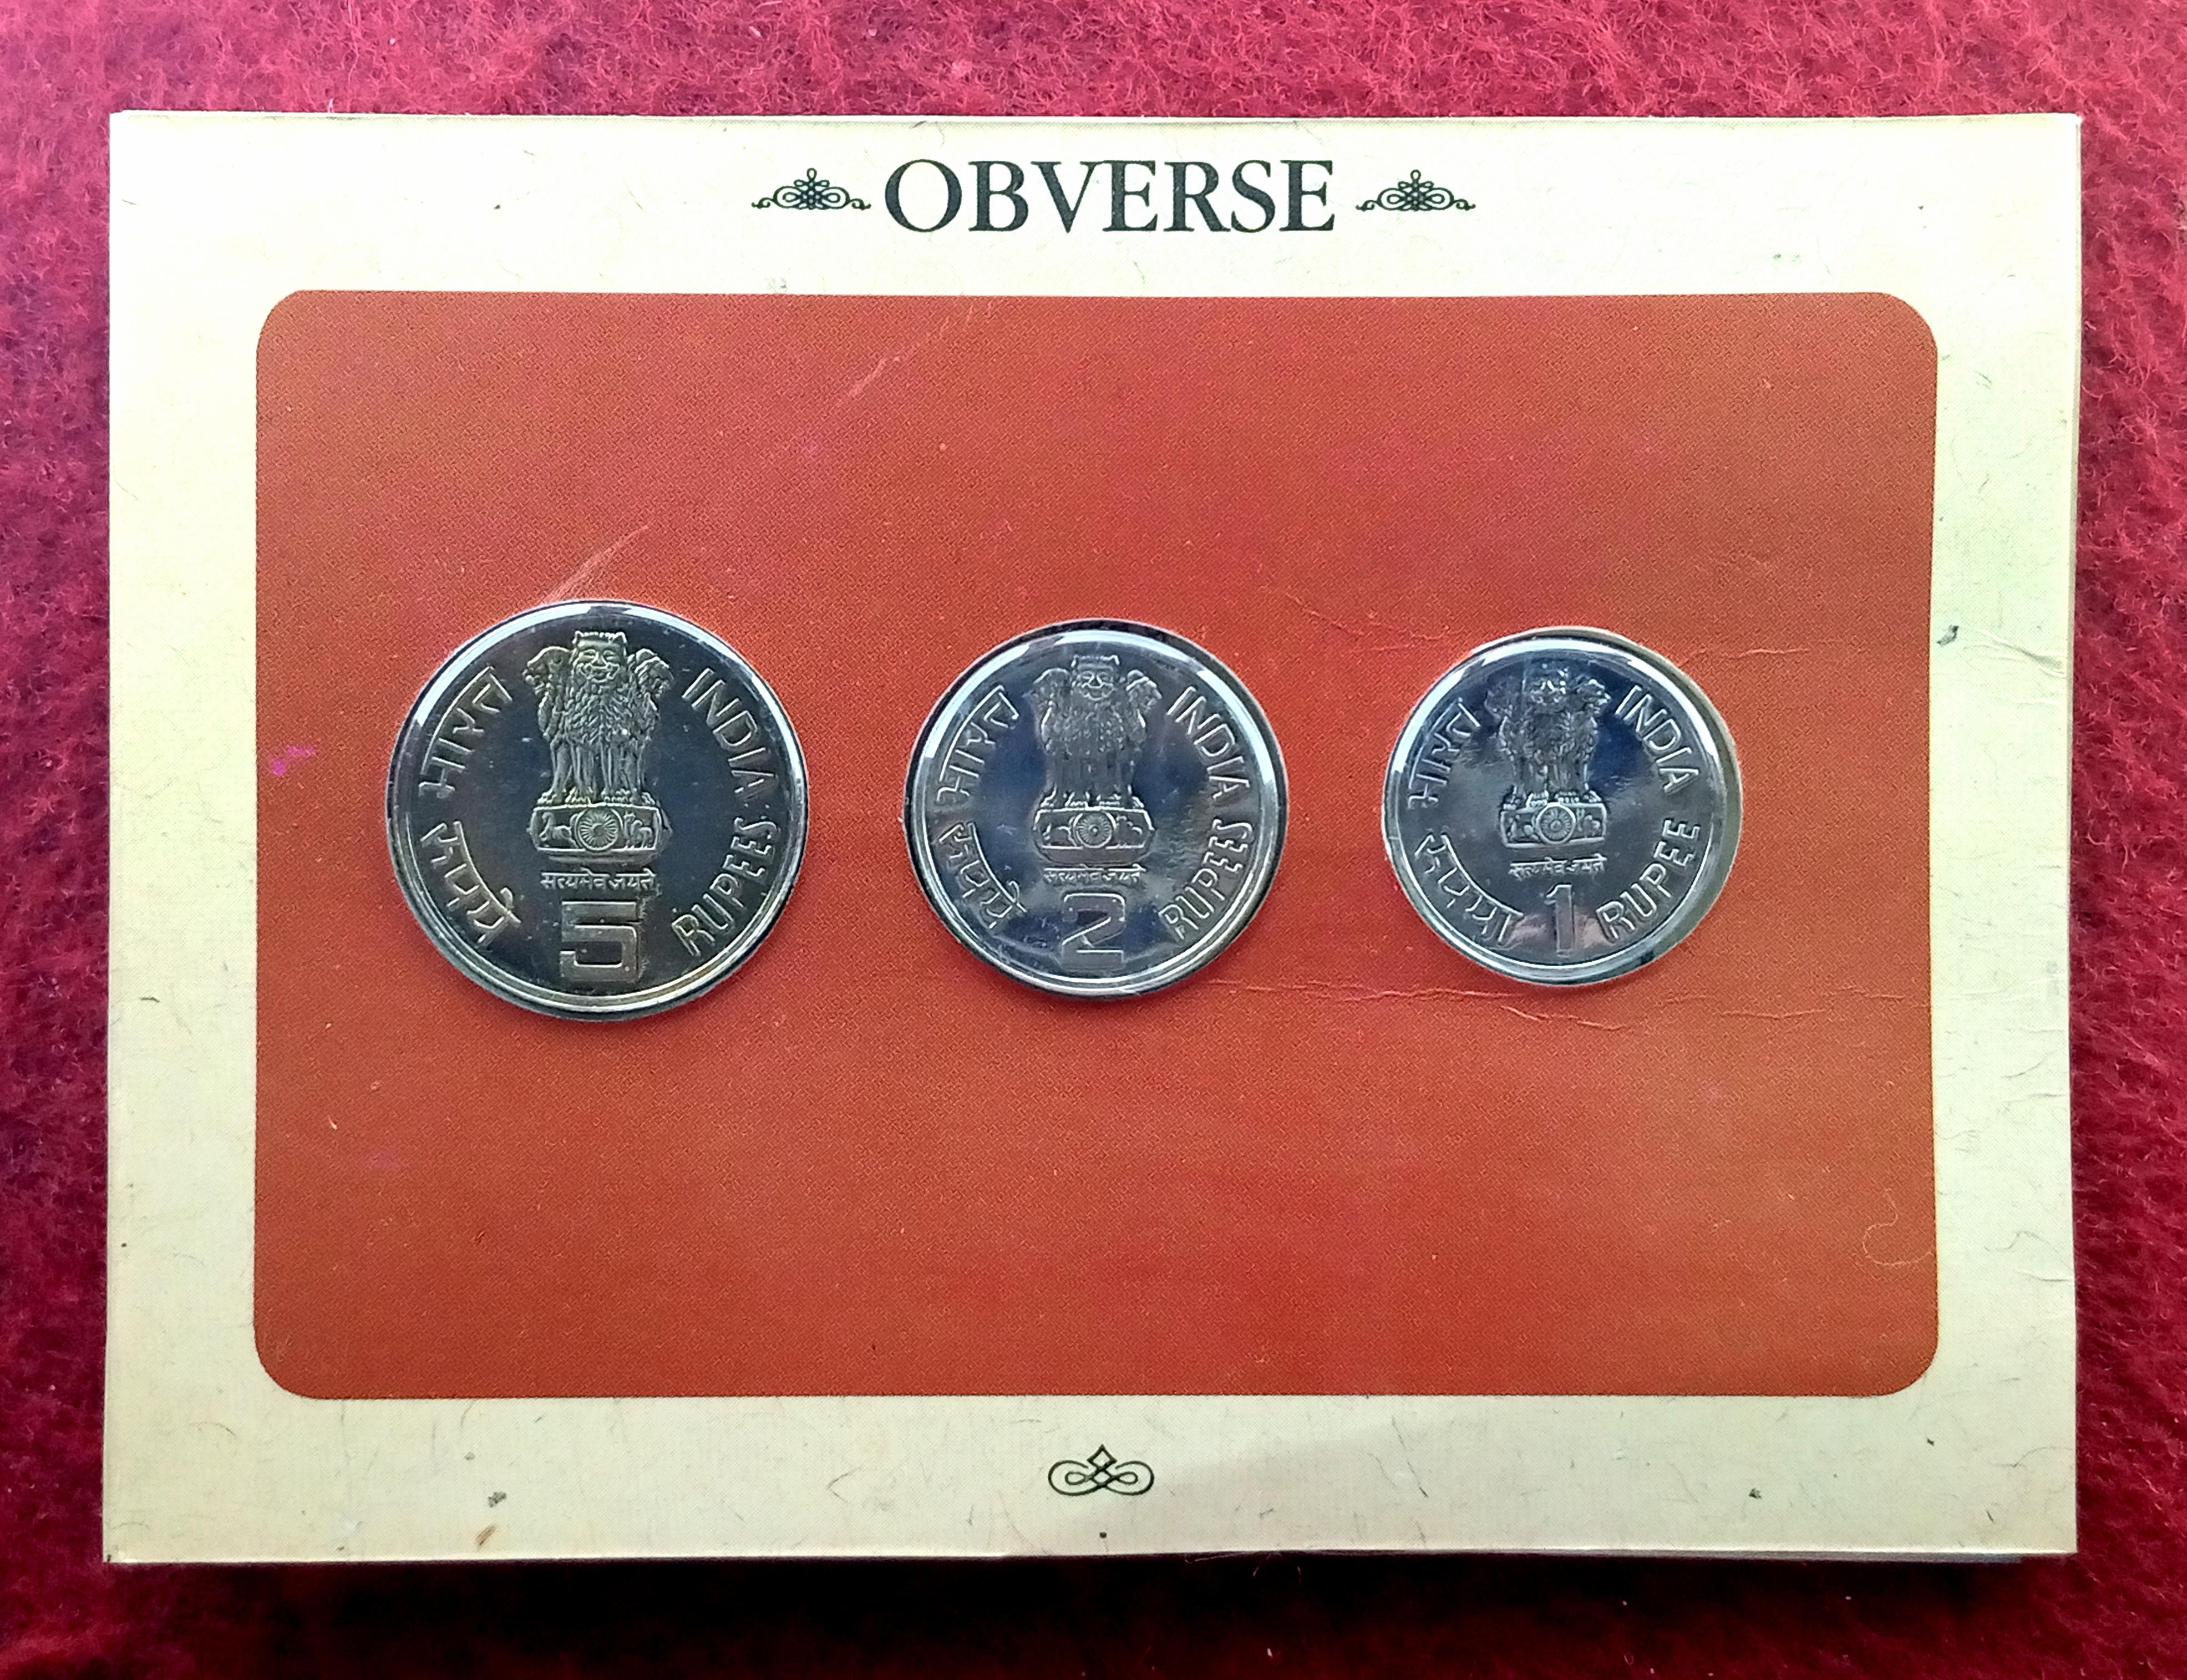 OBVERSE
भारत INDIA
सत्यमेव जयते
रुपये 5 RUPEES
भारत INDIA
सत्यमेव जयते
रुपये 2 RUPEES
भारत INDIA
सत्यमेव जयते
रुपया 1 RUPEE